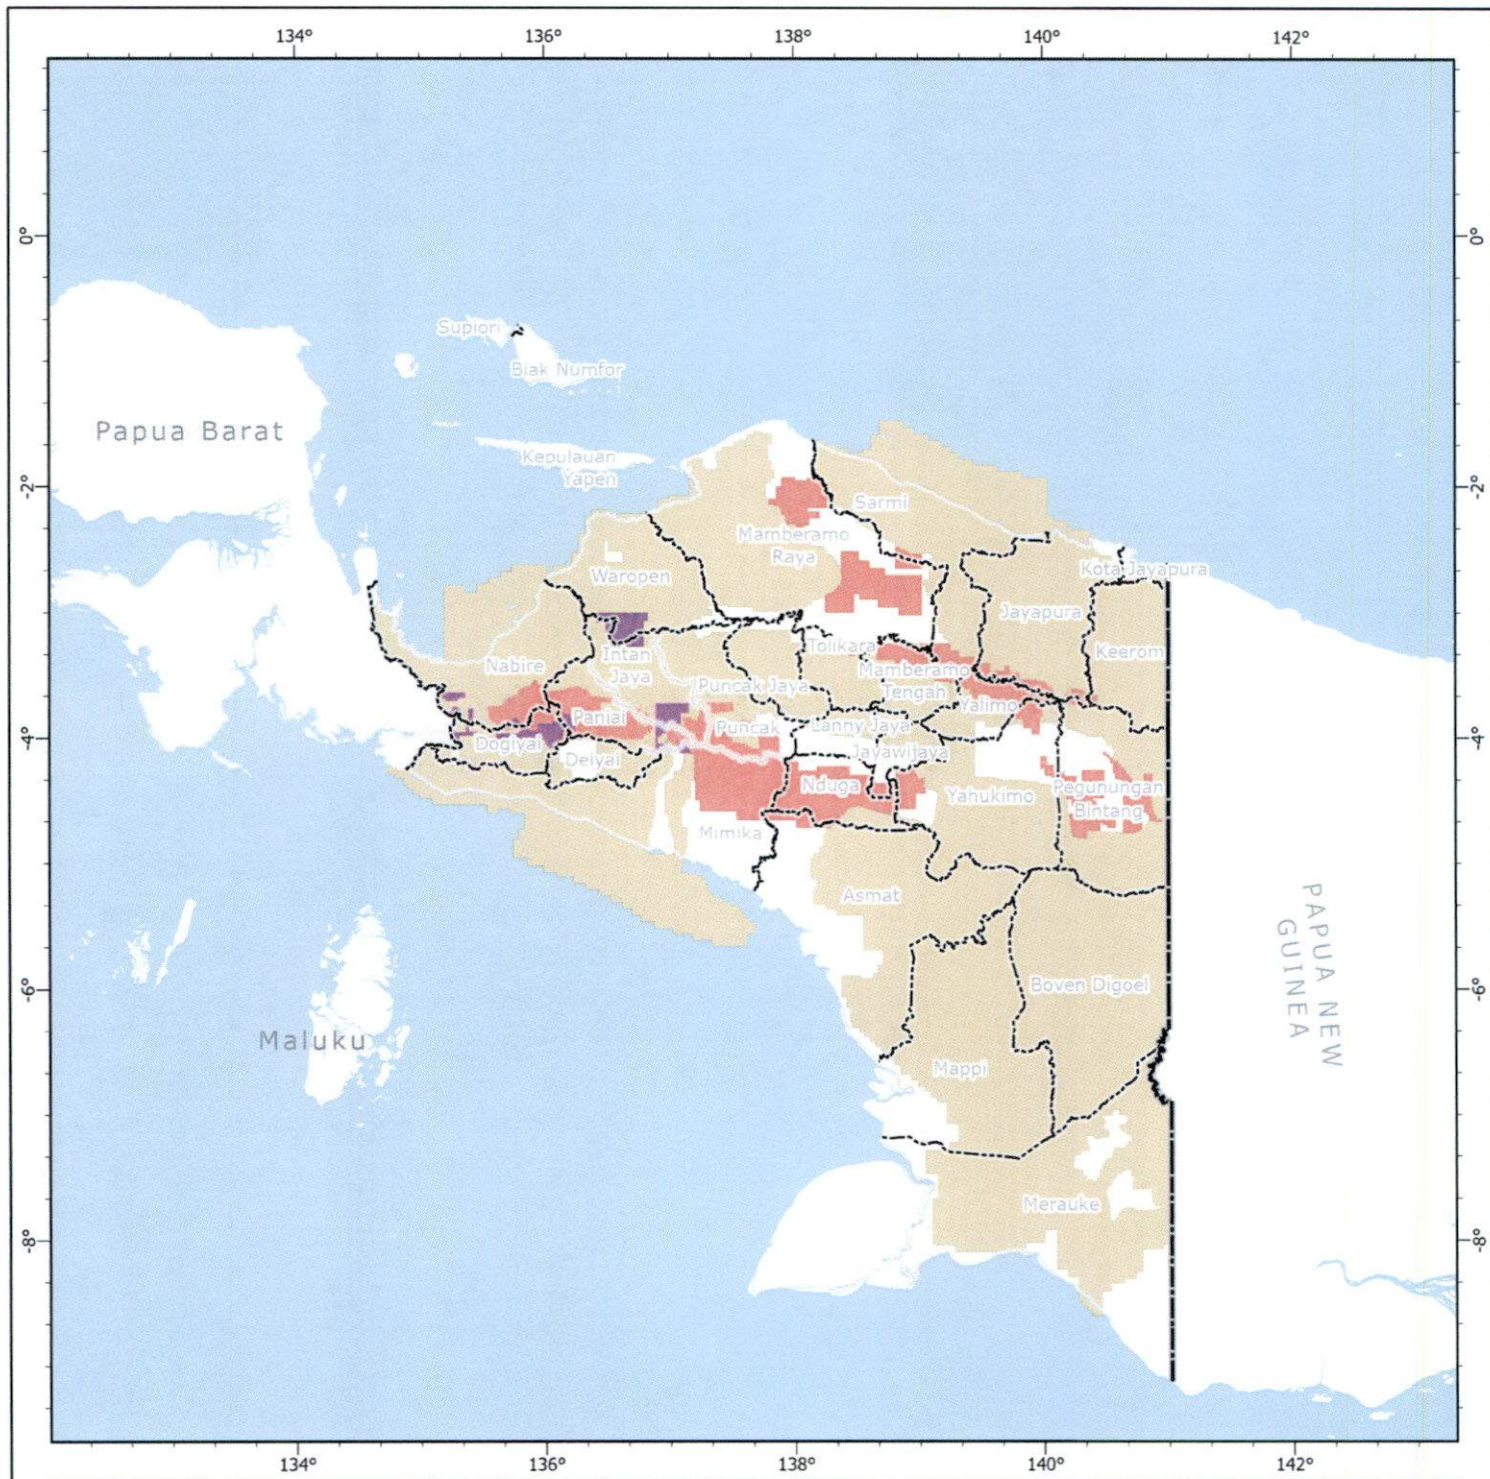 134°
136°
138°
140°
142°
0°
0°
Supiori
Biak Numfor
Papua Barat
Kepulauan
Yapen
-2°
-2°
Sarmi
Mamberamo
Raya
Kota Jayapura
Waropen
Jayapura
Tolikara
Keerom
Intan
Jaya
Nabire
Mamberamo
Tengah
Puncak Jaya
Yalimo
Paniai
Puncak
Lanny Jaya
-4°
-4°
Dogiyai
Deiyai
Jayawijaya
Nduga
Yahukimo
Pegunungan
Bintang
Mimika
Asmat
PAPUA NEW
GUINEA
-6°
-6°
Boven Digoel
Maluku
Mappi
Merauke
-8°
-8°
134°
136°
138°
140°
142°